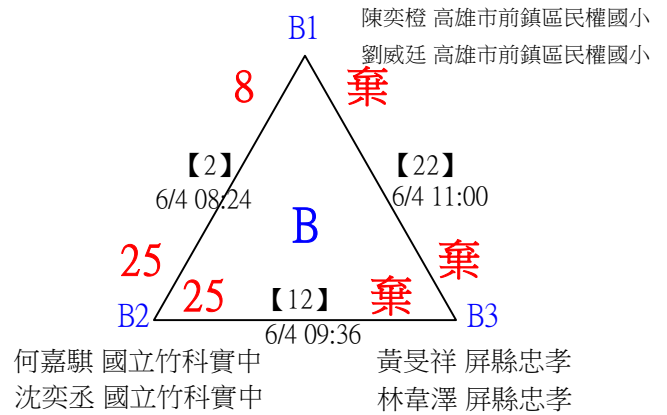 B1
陳奕橙 高雄市前鎮區民權國小
劉威廷 高雄市前鎮區民權國小
8
棄
【2】
6/4 08:24
【22】
6/4 11:00
B
25
棄
25
【12】
棄
B2
6/4 09:36
B3
何嘉騏 國立竹科實中
沈奕丞 國立竹科實中
黃旻祥 屏縣忠孝
林韋澤 屏縣忠孝